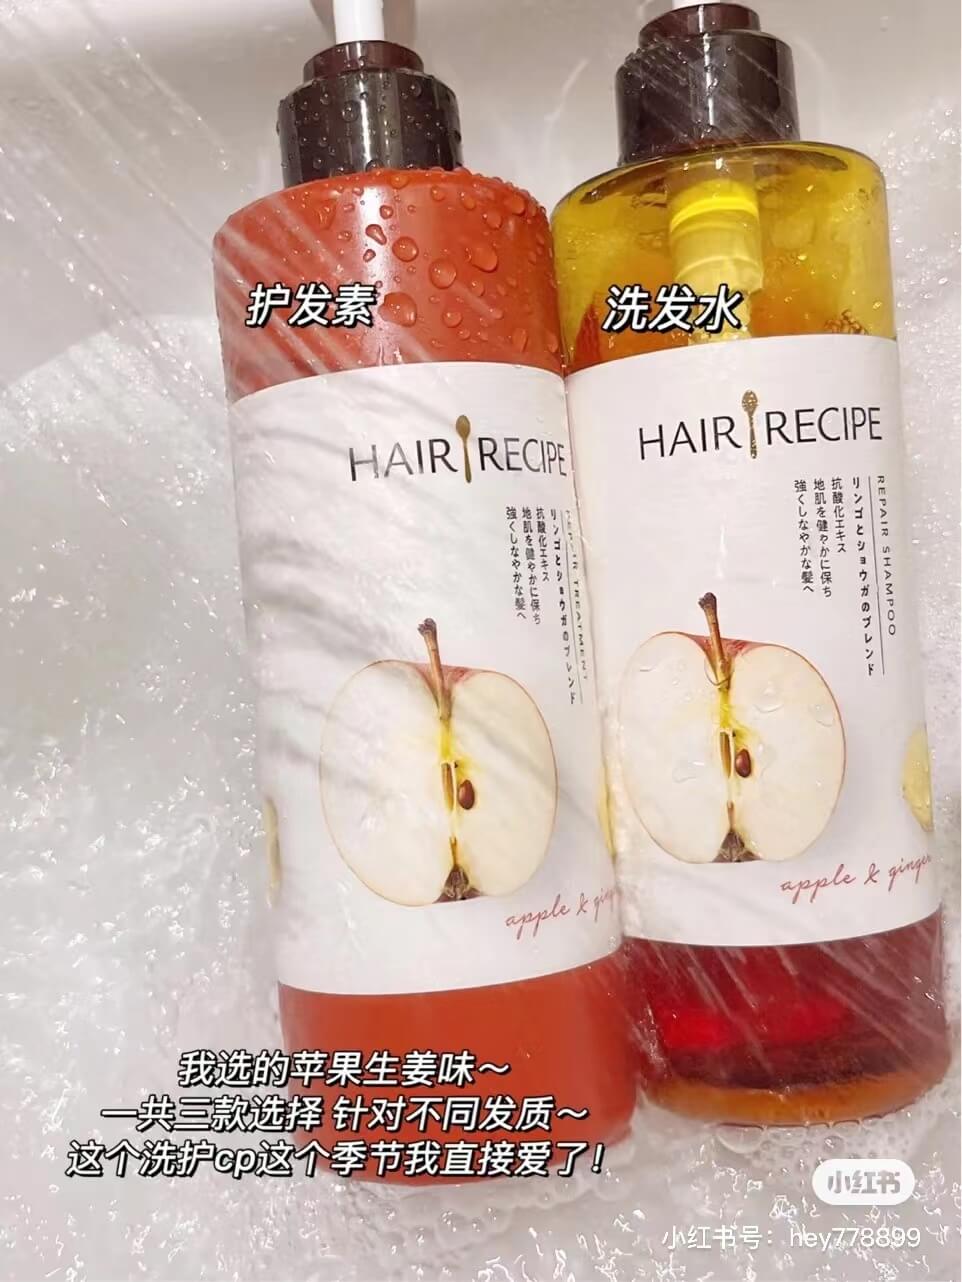 护发素
洗发水
HAIR RECIPE
REPAIR TREATMENT
リンゴとショウガのブレンド
抗酸化エキス
地肌を健やかに保ち
強くしなやかな髪へ
apple &
HAIR RECIPE
REPAIR SHAMPOO
リンゴとショウガのブレンド
抗酸化エキス
地肌を健やかに保ち
強くしなやかな髪へ
apple & ginger
我选的苹果生姜味～
一共三款选择 针对不同发质～
这个洗护cp这个季节我直接爱了！
小红书
小红书号：hey778899